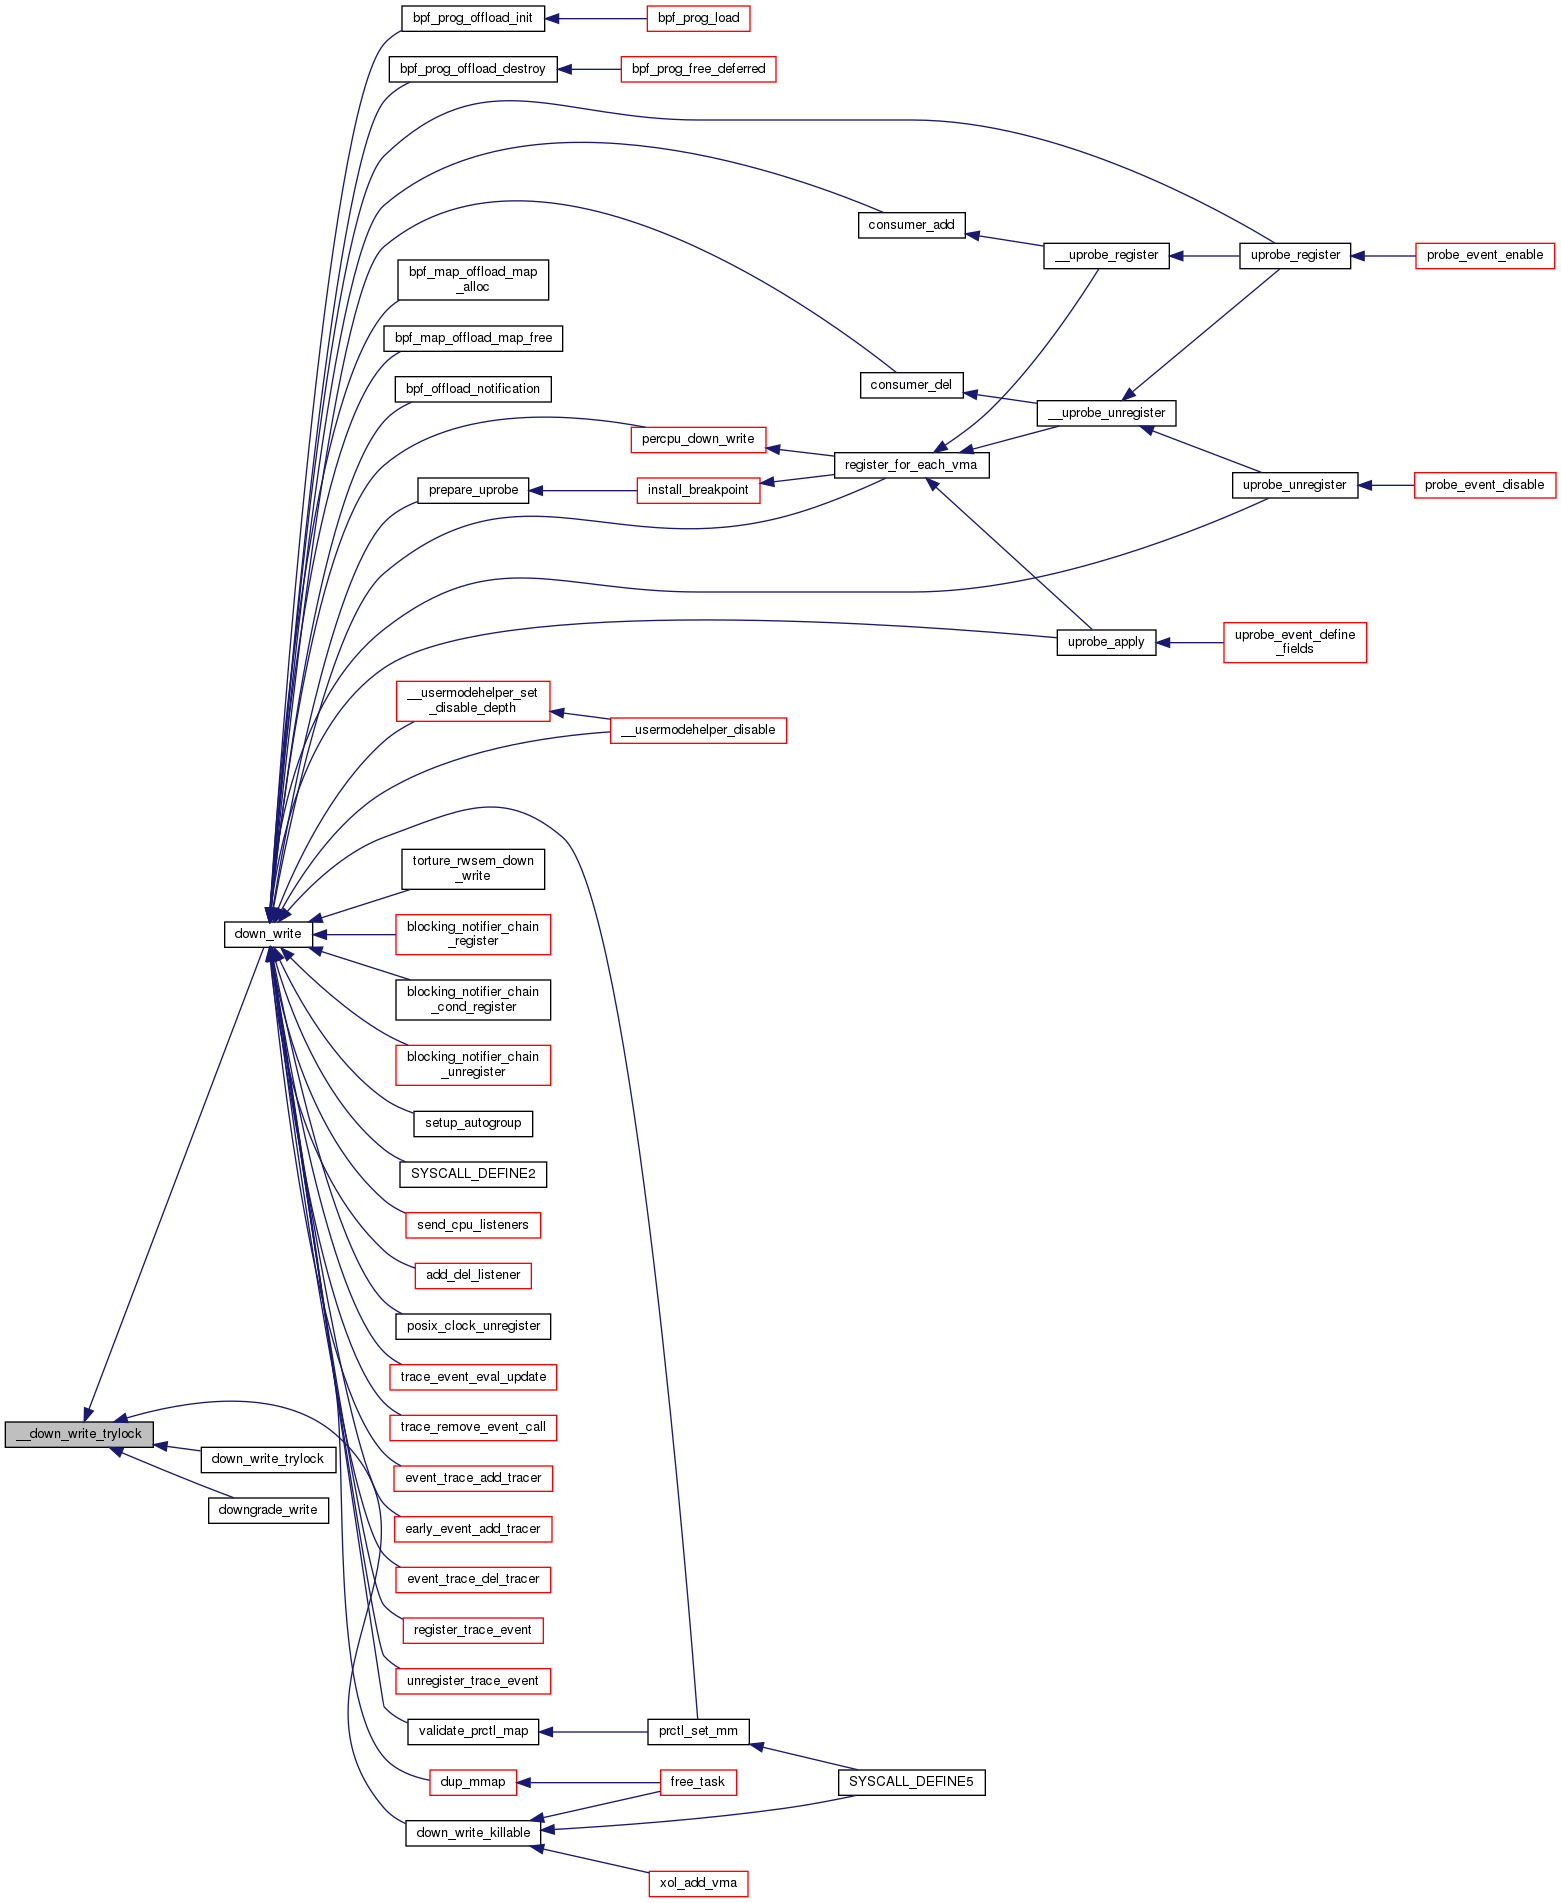 bpf_prog_offload_init
bpf_prog_load
bpf_prog_offload_destroy
bpf_prog_free_deferred
consumer_add
__uprobe_register
uprobe_register
probe_event_enable
bpf_map_offload_map
_alloc
bpf_map_offload_map_free
bpf_offload_notification
consumer_del
__uprobe_unregister
percpu_down_write
register_for_each_vma
prepare_uprobe
install_breakpoint
uprobe_unregister
probe_event_disable
uprobe_apply
uprobe_event_define
_fields
__usermodehelper_set
_disable_depth
__usermodehelper_disable
torture_rwsem_down
_write
down_write
blocking_notifier_chain
_register
blocking_notifier_chain
_cond_register
blocking_notifier_chain
_unregister
setup_autogroup
SYSCALL_DEFINE2
send_cpu_listeners
add_del_listener
posix_clock_unregister
trace_event_eval_update
trace_remove_event_call
__down_write_trylock
down_write_trylock
event_trace_add_tracer
downgrade_write
early_event_add_tracer
event_trace_del_tracer
register_trace_event
unregister_trace_event
validate_prctl_map
prctl_set_mm
dup_mmap
free_task
SYSCALL_DEFINE5
down_write_killable
xol_add_vma